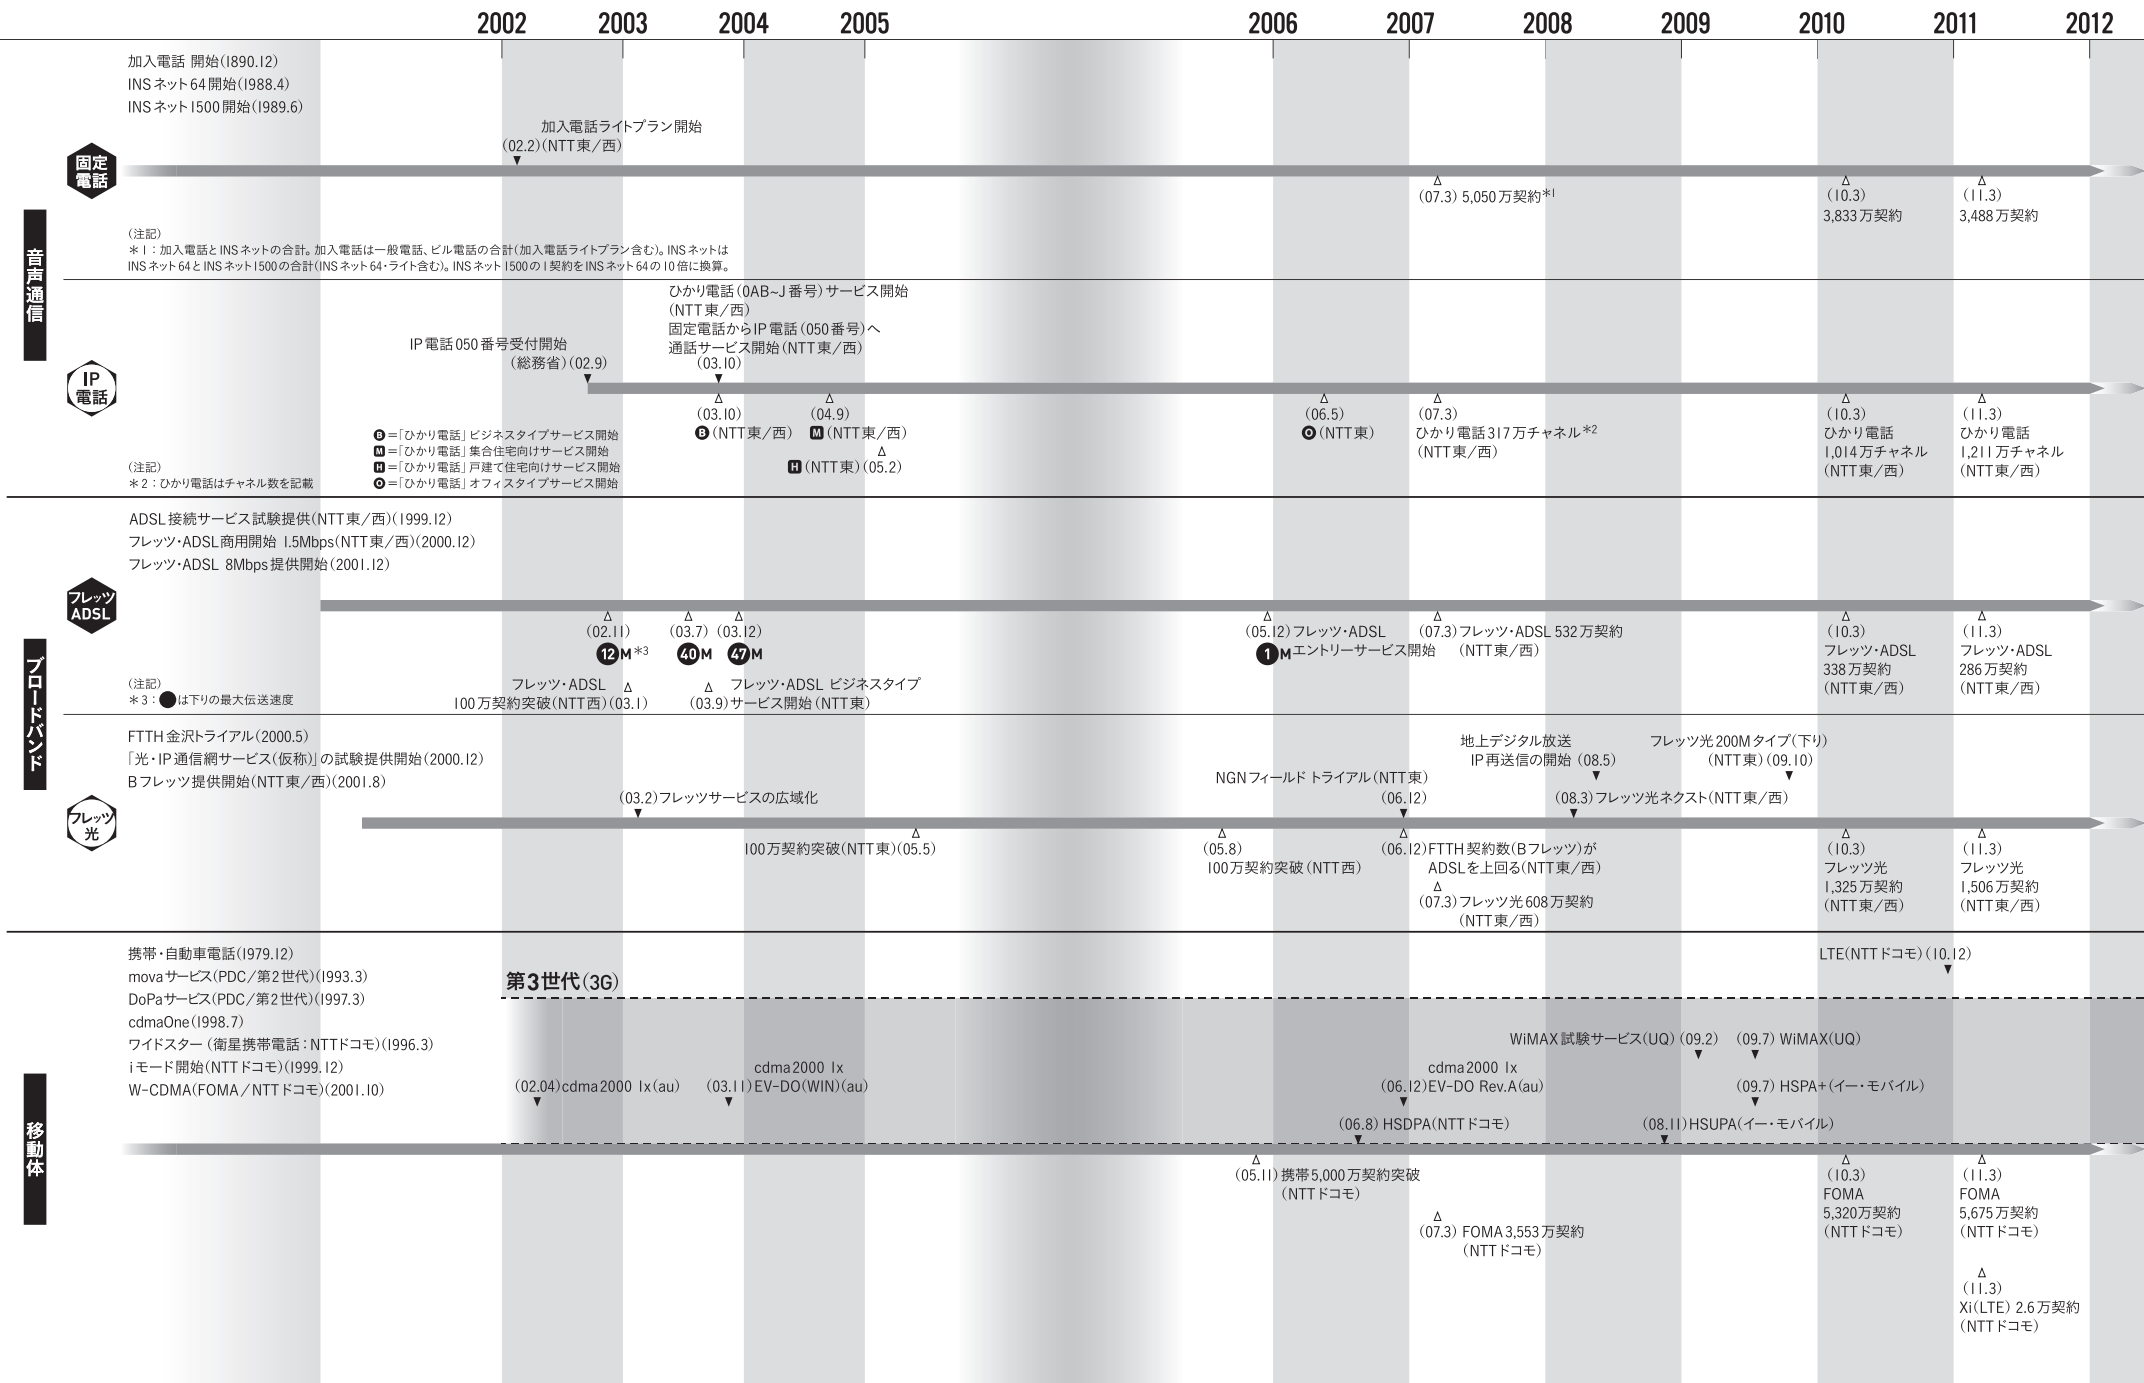 2002 2003 2004 2005 2006 2007 2008 2009 2010 2011 2012
音声通信
固定
電話
加入電話 開始(1890.12)
INSネット64開始(1988.4)
INSネット1500開始(1989.6)
加入電話ライトプラン開始
(02.2)(NTT東/西)
(07.3) 5,050万契約*1
(10.3)
3,833万契約
(11.3)
3,488万契約
(注記)
*1:加入電話とINSネットの合計。加入電話は一般電話、ビル電話の合計(加入電話ライトプラン含む)。INSネットは
INSネット64とINSネット1500の合計(INSネット64・ライト含む)。INSネット1500の1契約をINSネット64の10倍に換算。
IP
電話
IP電話050番号受付開始
(総務省)(02.9)
ひかり電話(0AB~J番号)サービス開始
(NTT東/西)
固定電話からIP電話(050番号)へ
通話サービス開始(NTT東/西)
(03.10)
(03.10)
B(NTT東/西)
(04.9)
M(NTT東/西)
H(NTT東)(05.2)
(06.5)
O(NTT東)
(07.3)
ひかり電話317万チャネル*2
(NTT東/西)
(10.3)
ひかり電話
1,014万チャネル
(NTT東/西)
(11.3)
ひかり電話
1,211万チャネル
(NTT東/西)
B=「ひかり電話」ビジネスタイプサービス開始
M=「ひかり電話」集合住宅向けサービス開始
H=「ひかり電話」戸建て住宅向けサービス開始
O=「ひかり電話」オフィスタイプサービス開始
(注記)
*2:ひかり電話はチャネル数を記載
ブロードバンド
フレッツ
ADSL
ADSL接続サービス試験提供(NTT東/西)(1999.12)
フレッツ・ADSL商用開始 1.5Mbps(NTT東/西)(2000.12)
フレッツ・ADSL 8Mbps提供開始(2001.12)
(02.11)
12M*3
(03.7)
40M
(03.12)
47M
フレッツ・ADSL
100万契約突破(NTT西)(03.1)
フレッツ・ADSL ビジネスタイプ
(03.9)サービス開始(NTT東)
(05.12)フレッツ・ADSL
1Mエントリーサービス開始
(07.3)フレッツ・ADSL 532万契約
(NTT東/西)
(10.3)
フレッツ・ADSL
338万契約
(NTT東/西)
(11.3)
フレッツ・ADSL
286万契約
(NTT東/西)
(注記)
*3:●は下りの最大伝送速度
フレッツ
光
FTTH金沢トライアル(2000.5)
「光・IP通信網サービス(仮称)」の試験提供開始(2000.12)
Bフレッツ提供開始(NTT東/西)(2001.8)
(03.2)フレッツサービスの広域化
100万契約突破(NTT東)(05.5)
(05.8)
100万契約突破(NTT西)
NGNフィールド トライアル(NTT東)
(06.12)
(06.12)FTTH契約数(Bフレッツ)が
ADSLを上回る(NTT東/西)
(07.3)フレッツ光608万契約
(NTT東/西)
地上デジタル放送
IP再送信の開始 (08.5)
(08.3)フレッツ光ネクスト(NTT東/西)
フレッツ光200Mタイプ(下り)
(NTT東)(09.10)
(10.3)
フレッツ光
1,325万契約
(NTT東/西)
(11.3)
フレッツ光
1,506万契約
(NTT東/西)
移動体
携帯・自動車電話(1979.12)
movaサービス(PDC/第2世代)(1993.3)
DoPaサービス(PDC/第2世代)(1997.3)
cdmaOne(1998.7)
ワイドスター(衛星携帯電話:NTTドコモ)(1996.3)
iモード開始(NTTドコモ)(1999.12)
W-CDMA(FOMA/NTTドコモ)(2001.10)
第3世代(3G)
(02.04)cdma2000 1x(au)
cdma2000 1x
(03.11)EV-DO(WIN)(au)
cdma2000 1x
(06.12)EV-DO Rev.A(au)
(06.8) HSDPA(NTTドコモ)
WiMAX試験サービス(UQ)(09.2)
(09.7) WiMAX(UQ)
(09.7) HSPA+(イー・モバイル)
(08.11)HSUPA(イー・モバイル)
LTE(NTTドコモ)(10.12)
(05.11)携帯5,000万契約突破
(NTTドコモ)
(07.3) FOMA3,553万契約
(NTTドコモ)
(10.3)
FOMA
5,320万契約
(NTTドコモ)
(11.3)
FOMA
5,675万契約
(NTTドコモ)
(11.3)
Xi(LTE) 2.6万契約
(NTTドコモ)